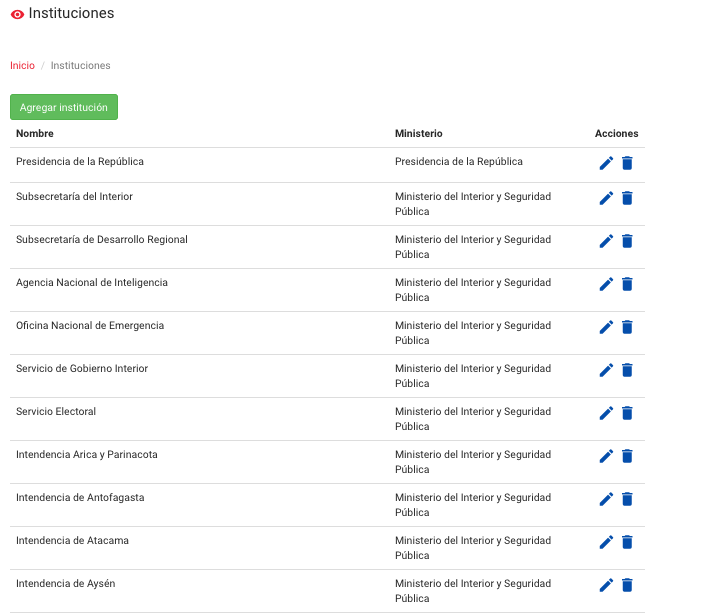 Instituciones
Inicio / Instituciones
Agregar institución
Nombre Ministerio Acciones
Presidencia de la República Presidencia de la República
Subsecretaría del Interior Ministerio del Interior y Seguridad
Pública
Subsecretaría de Desarrollo Regional Ministerio del Interior y Seguridad
Pública
Agencia Nacional de Inteligencia Ministerio del Interior y Seguridad
Pública
Oficina Nacional de Emergencia Ministerio del Interior y Seguridad
Pública
Servicio de Gobierno Interior Ministerio del Interior y Seguridad
Pública
Servicio Electoral Ministerio del Interior y Seguridad
Pública
Intendencia Arica y Parinacota Ministerio del Interior y Seguridad
Pública
Intendencia de Antofagasta Ministerio del Interior y Seguridad
Pública
Intendencia de Atacama Ministerio del Interior y Seguridad
Pública
Intendencia de Aysén Ministerio del Interior y Seguridad
Pública